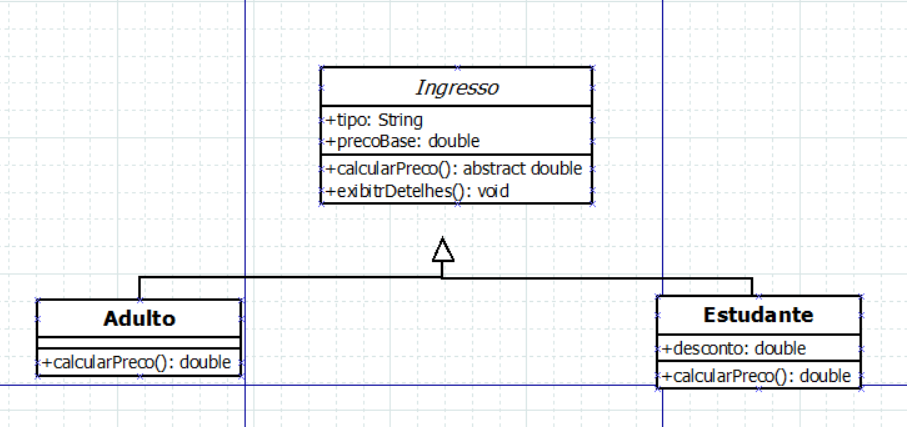 Ingresso
+tipo: String
+precoBase: double
+calcularPreco(): abstract double
+exibitrDetelhes(): void
Adulto
+calcularPreco(): double
Estudante
+desconto: double
+calcularPreco(): double